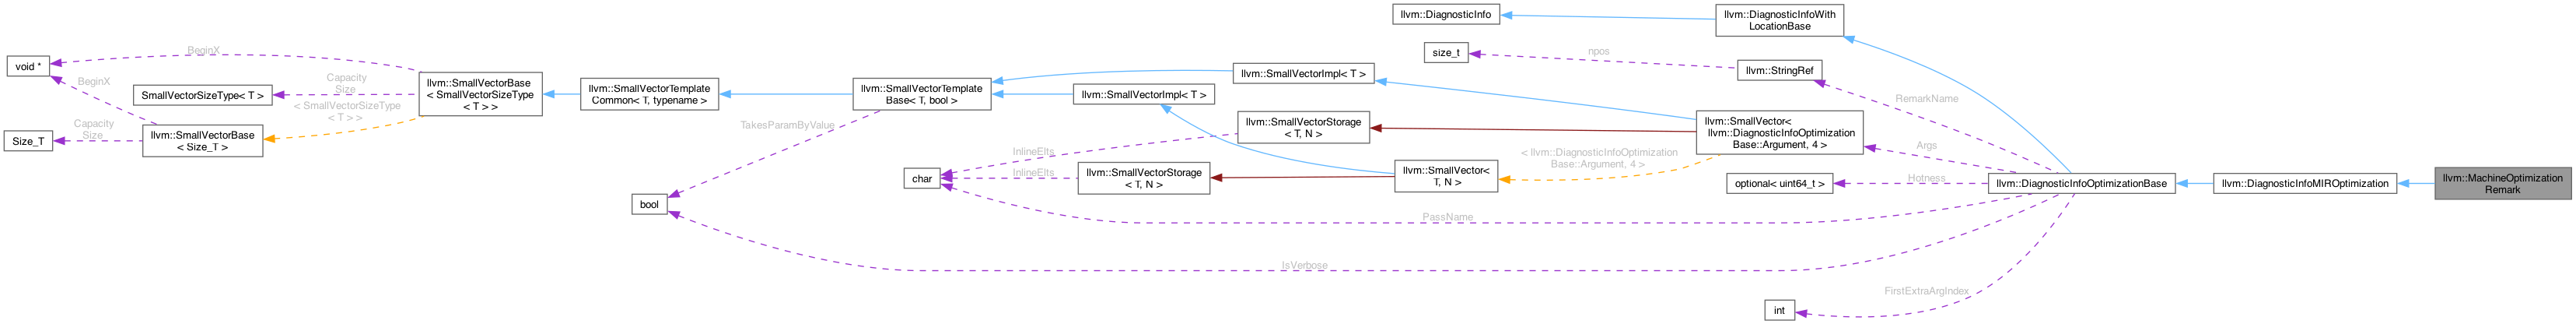 void *
SmallVectorSizeType< T >
Size_T
BeginX
BeginX
Capacity
Size
< SmallVectorSizeType
< T > >
Capacity
Size
llvm::SmallVectorBase
< Size_T >
llvm::SmallVectorBase
< SmallVectorSizeType
< T > >
llvm::SmallVectorTemplate
Common< T, typename >
bool
TakesParamByValue
llvm::SmallVectorTemplate
Base< T, bool >
char
InlineElts
InlineElts
llvm::SmallVectorImpl< T >
llvm::SmallVectorImpl< T >
llvm::SmallVectorStorage
< T, N >
llvm::SmallVectorStorage
< T, N >
PassName
IsVerbose
llvm::DiagnosticInfo
size_t
llvm::SmallVector<
T, N >
npos
< llvm::DiagnosticInfoOptimization
Base::Argument, 4 >
llvm::DiagnosticInfoWith
LocationBase
llvm::StringRef
llvm::SmallVector<
llvm::DiagnosticInfoOptimization
Base::Argument, 4 >
optional< uint64_t >
int
RemarkName
Args
Hotness
FirstExtraArgIndex
llvm::DiagnosticInfoOptimizationBase
llvm::DiagnosticInfoMIROptimization
llvm::MachineOptimization
Remark